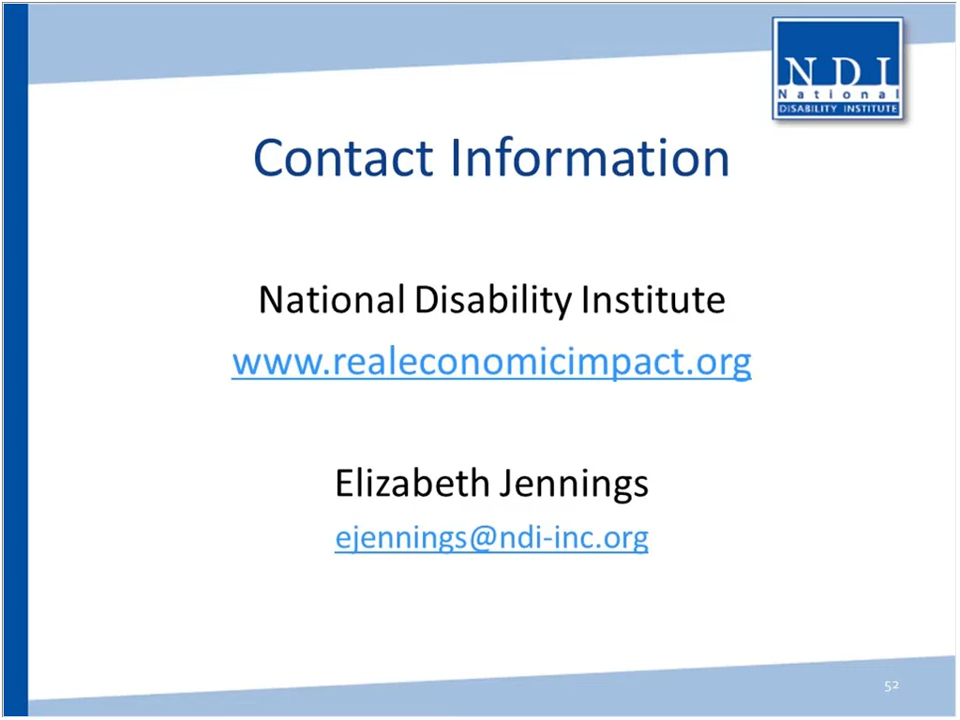 NDI
National
DISABILITY INSTITUTE
Contact Information
National Disability Institute
www.realeconomicimpact.org
Elizabeth Jennings
ejennings@ndi-inc.org
52